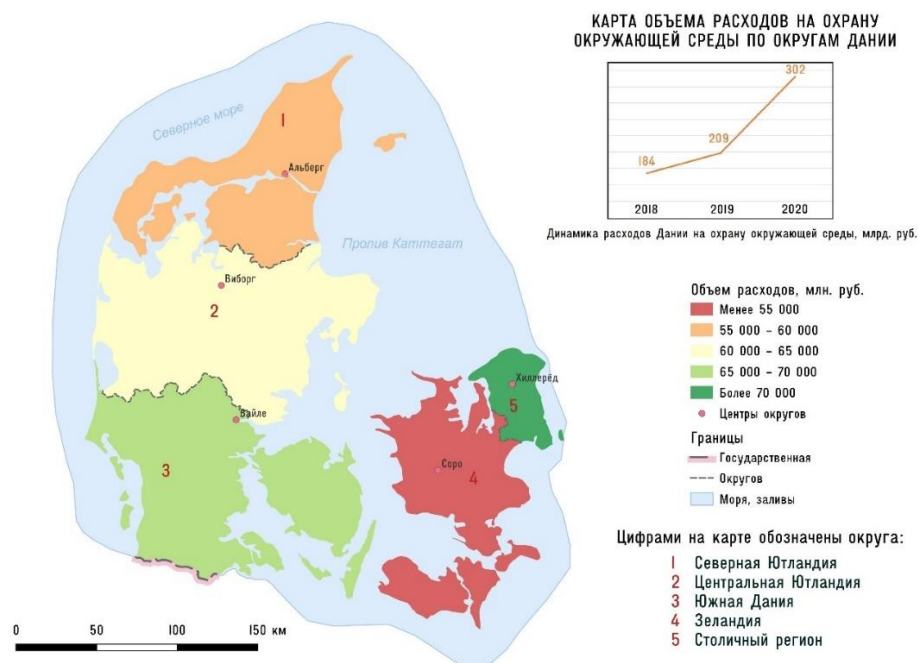 КАРТА ОБЪЕМА РАСХОДОВ НА ОХРАНУ
ОКРУЖАЮЩЕЙ СРЕДЫ ПО ОКРУГАМ ДАНИИ
302
209
184
2018
2019
2020
Динамика расходов Дании на охрану окружающей среды, млрд. руб.
Северное море
1
Альберг
Пролив Каттегат
Виборг
2
Вайле
3
Хиллерёд
5
Соро
4
Объем расходов, млн. руб.
Менее 55 000
55 000 – 60 000
60 000 – 65 000
65 000 – 70 000
Более 70 000
Центры округов
Границы
Государственная
Округов
Моря, заливы
Цифрами на карте обозначены округа:
1 Северная Ютландия
2 Центральная Ютландия
3 Южная Дания
4 Зеландия
5 Столичный регион
0 50 100 150 км